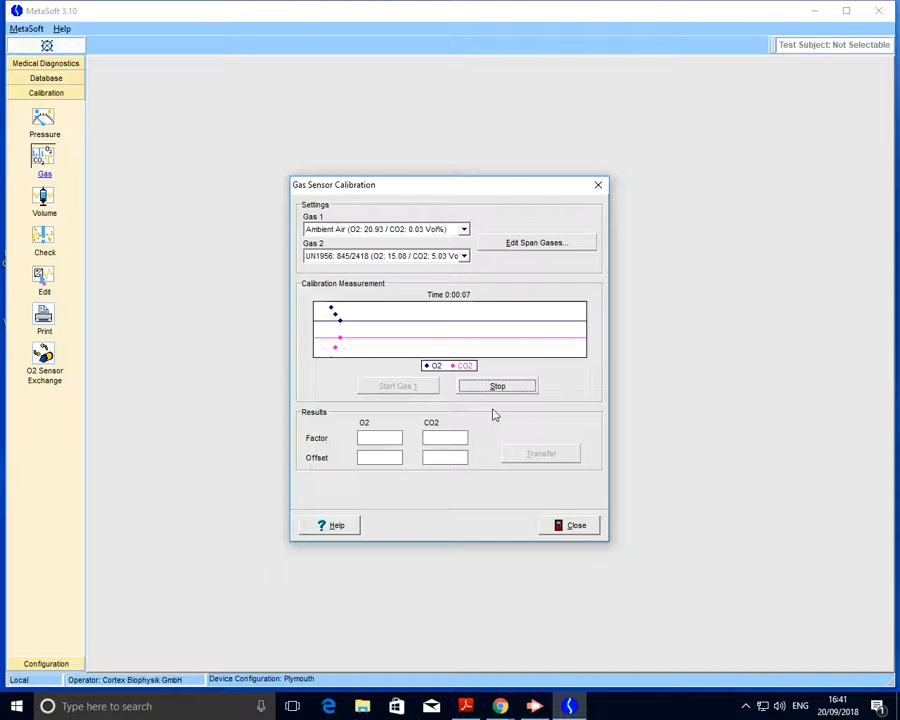 MetaSoft 3.10
MetaSoft Help
Test Subject: Not Selectable
Medical Diagnostics
Database
Calibration
Pressure
Gas
Volume
Check
Edit
Print
O2 Sensor
Exchange
Configuration
Gas Sensor Calibration
Settings
Gas 1
Ambient Air (O2: 20.93 / CO2: 0.03 Vol%)
Gas 2
UN1956: 845/2418 (O2: 15.08 / CO2: 5.03 Vo
Edit Span Gases...
Calibration Measurement
Time 0:00:07
O2 CO2
Start Gas 1
Stop
Results
O2 CO2
Factor
Offset
Transfer
Help
Close
Local
Operator: Cortex Biophysik GmbH
Device Configuration: Plymouth
Type here to search
ENG
16:41
20/09/2018